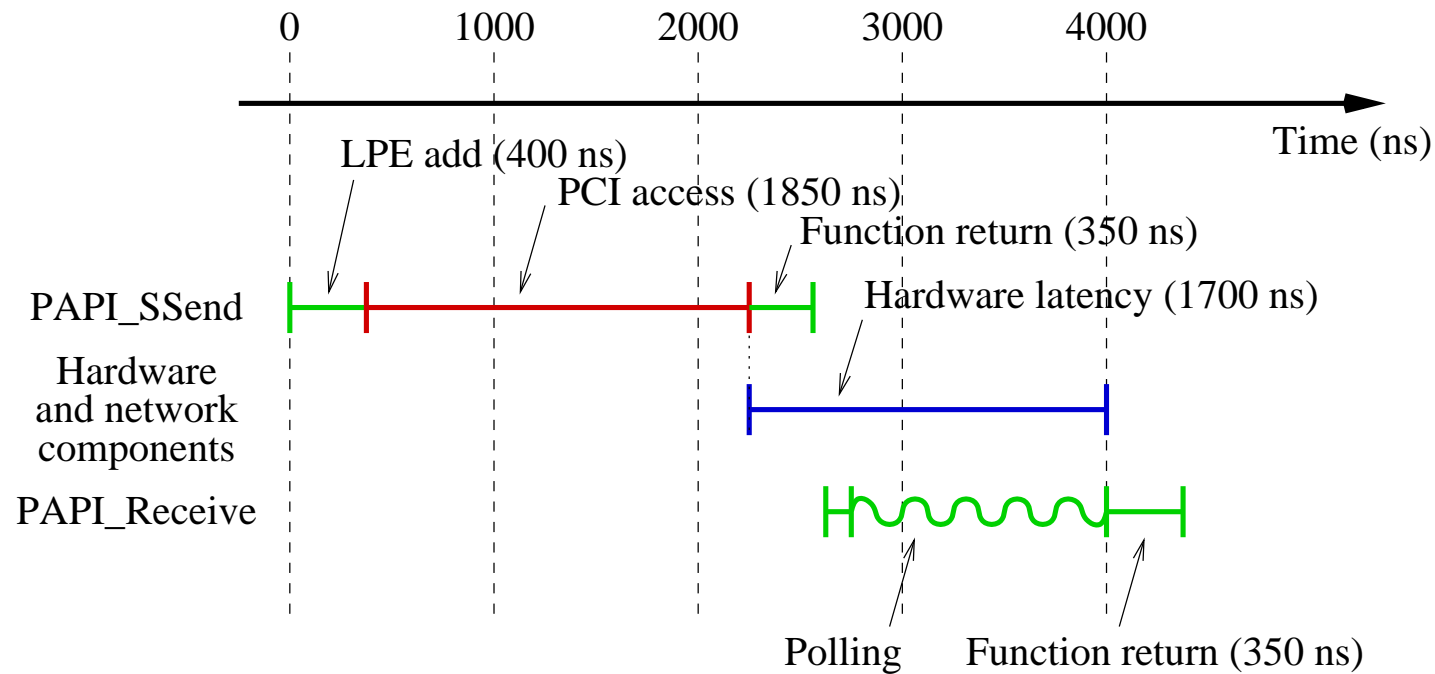 0 1000 2000 3000 4000
Time (ns)
LPE add (400 ns)
PCI access (1850 ns)
Function return (350 ns)
PAPI_SSend
Hardware latency (1700 ns)
Hardware
and network
components
PAPI_Receive
Polling
Function return (350 ns)